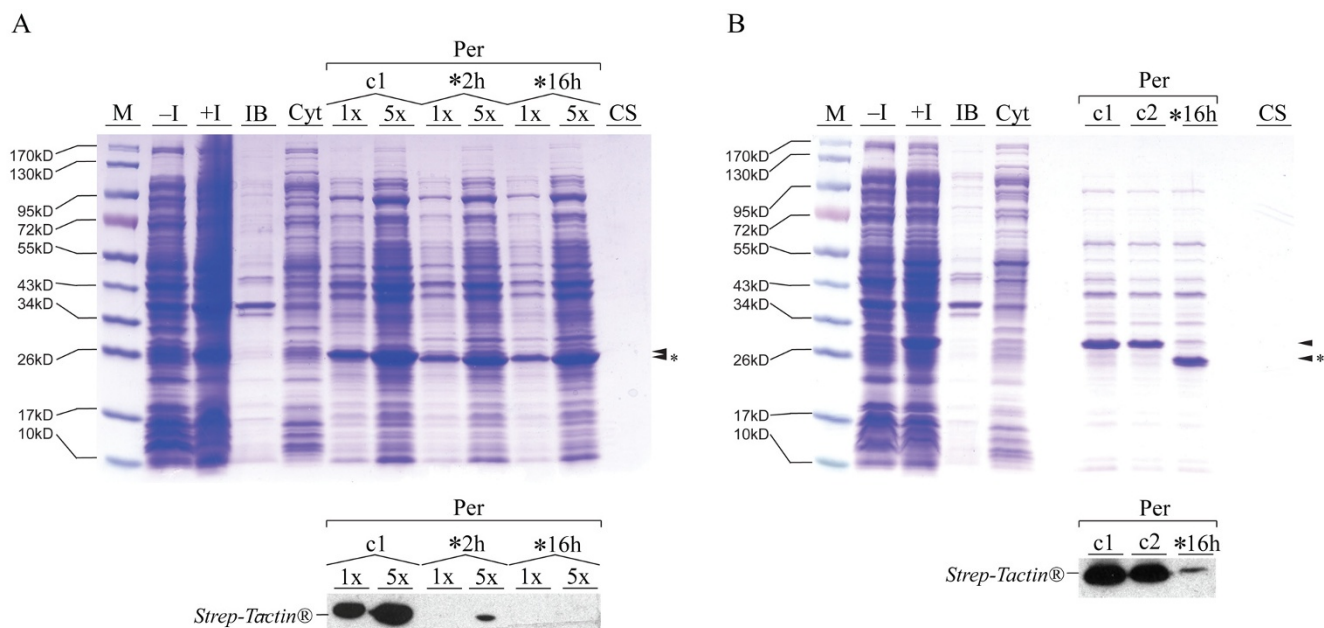 A
Per
c1 *2h *16h
M –I +I IB Cyt 1x 5x 1x 5x 1x 5x CS
170kD
130kD
95kD
72kD
55kD
43kD
34kD
26kD
*
17kD
10kD
Per
c1 *2h *16h
1x 5x 1x 5x 1x 5x
Strep-Tactin®
B
Per
M –I +I IB Cyt c1 c2 *16h CS
170kD
130kD
95kD
72kD
55kD
43kD
34kD
26kD
*
17kD
10kD
Per
c1 c2 *16h
Strep-Tactin®